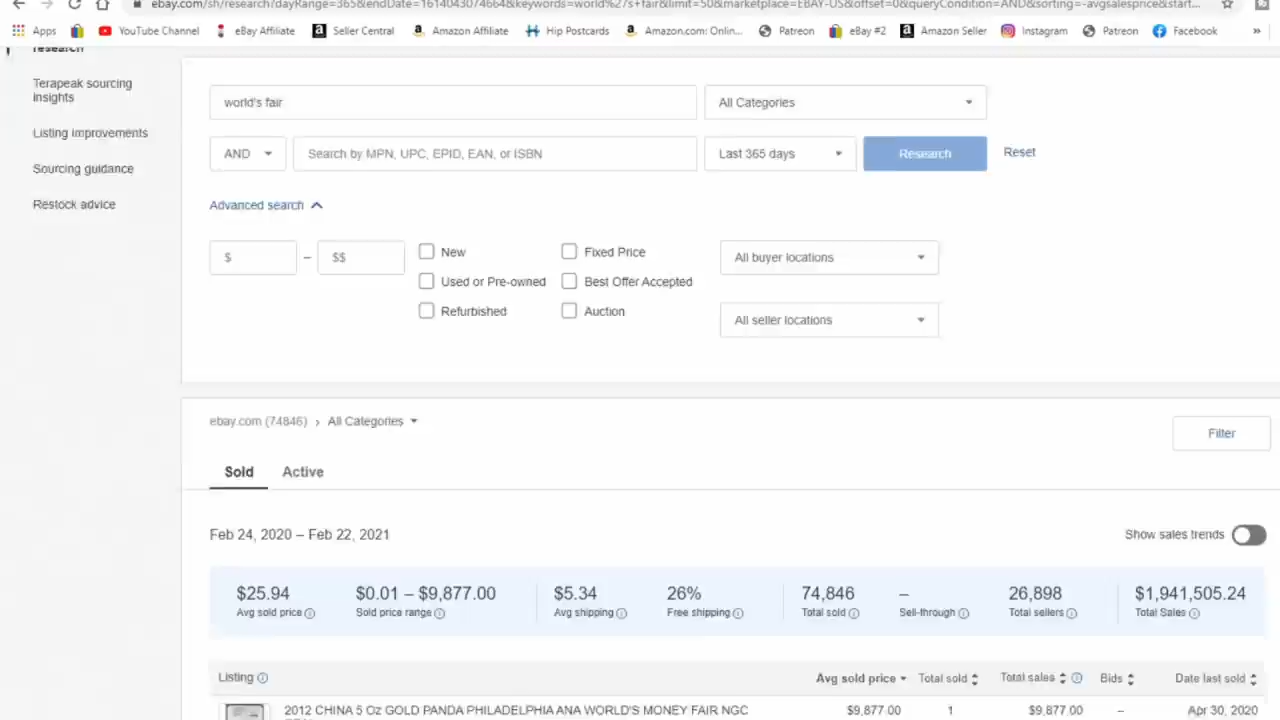 ebay.com/sh/research?dayRange=365&endDate=1614043074664&keywords=world%27s+fair&limit=50&marketplace=EBAY-US&offset=0&queryCondition=AND&sorting=-avgsalesprice&start...
Apps YouTube Channel eBay Affiliate Seller Central Amazon Affiliate Hip Postcards Amazon.com: Onlin... Patreon eBay #2 Amazon Seller Instagram Patreon Facebook »
Research
Terapeak sourcing
insights
Listing improvements
Sourcing guidance
Restock advice
world's fair All Categories
AND Search by MPN, UPC, EPID, EAN, or ISBN Last 365 days Research Reset
Advanced search
$ – $$ New Fixed Price All buyer locations
Used or Pre-owned Best Offer Accepted
Refurbished Auction All seller locations
ebay.com (74846) › All Categories
Filter
Sold Active
Feb 24, 2020 – Feb 22, 2021 Show sales trends
$25.94 $0.01 – $9,877.00 $5.34 26% 74,846 – 26,898 $1,941,505.24
Avg sold price Sold price range Avg shipping Free shipping Total sold Sell-through Total sellers Total Sales
Listing Avg sold price Total sold Total sales Bids Date last sold
2012 CHINA 5 Oz GOLD PANDA PHILADELPHIA ANA WORLD'S MONEY FAIR NGC $9,877.00 1 $9,877.00 – Apr 30, 2020